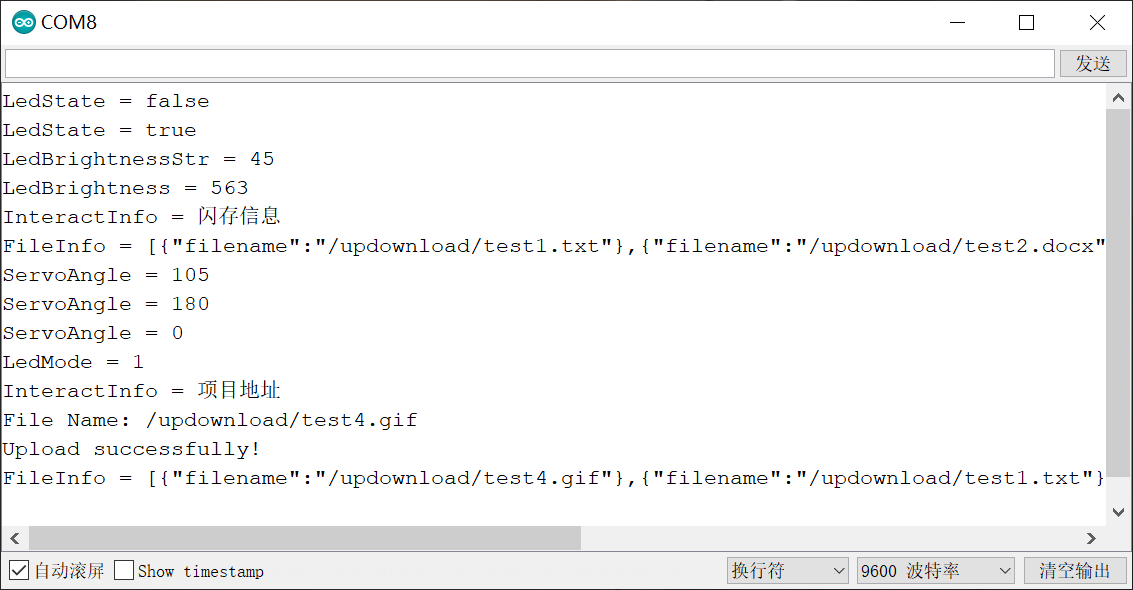 COM8
发送
LedState = false
LedState = true
LedBrightnessStr = 45
LedBrightness = 563
InteractInfo = 闪存信息
FileInfo = [{"filename":"/updownload/test1.txt"},{"filename":"/updownload/test2.docx"
ServoAngle = 105
ServoAngle = 180
ServoAngle = 0
LedMode = 1
InteractInfo = 项目地址
File Name: /updownload/test4.gif
Upload successfully!
FileInfo = [{"filename":"/updownload/test4.gif"},{"filename":"/updownload/test1.txt"}
自动滚屏 Show timestamp 换行符 9600 波特率 清空输出